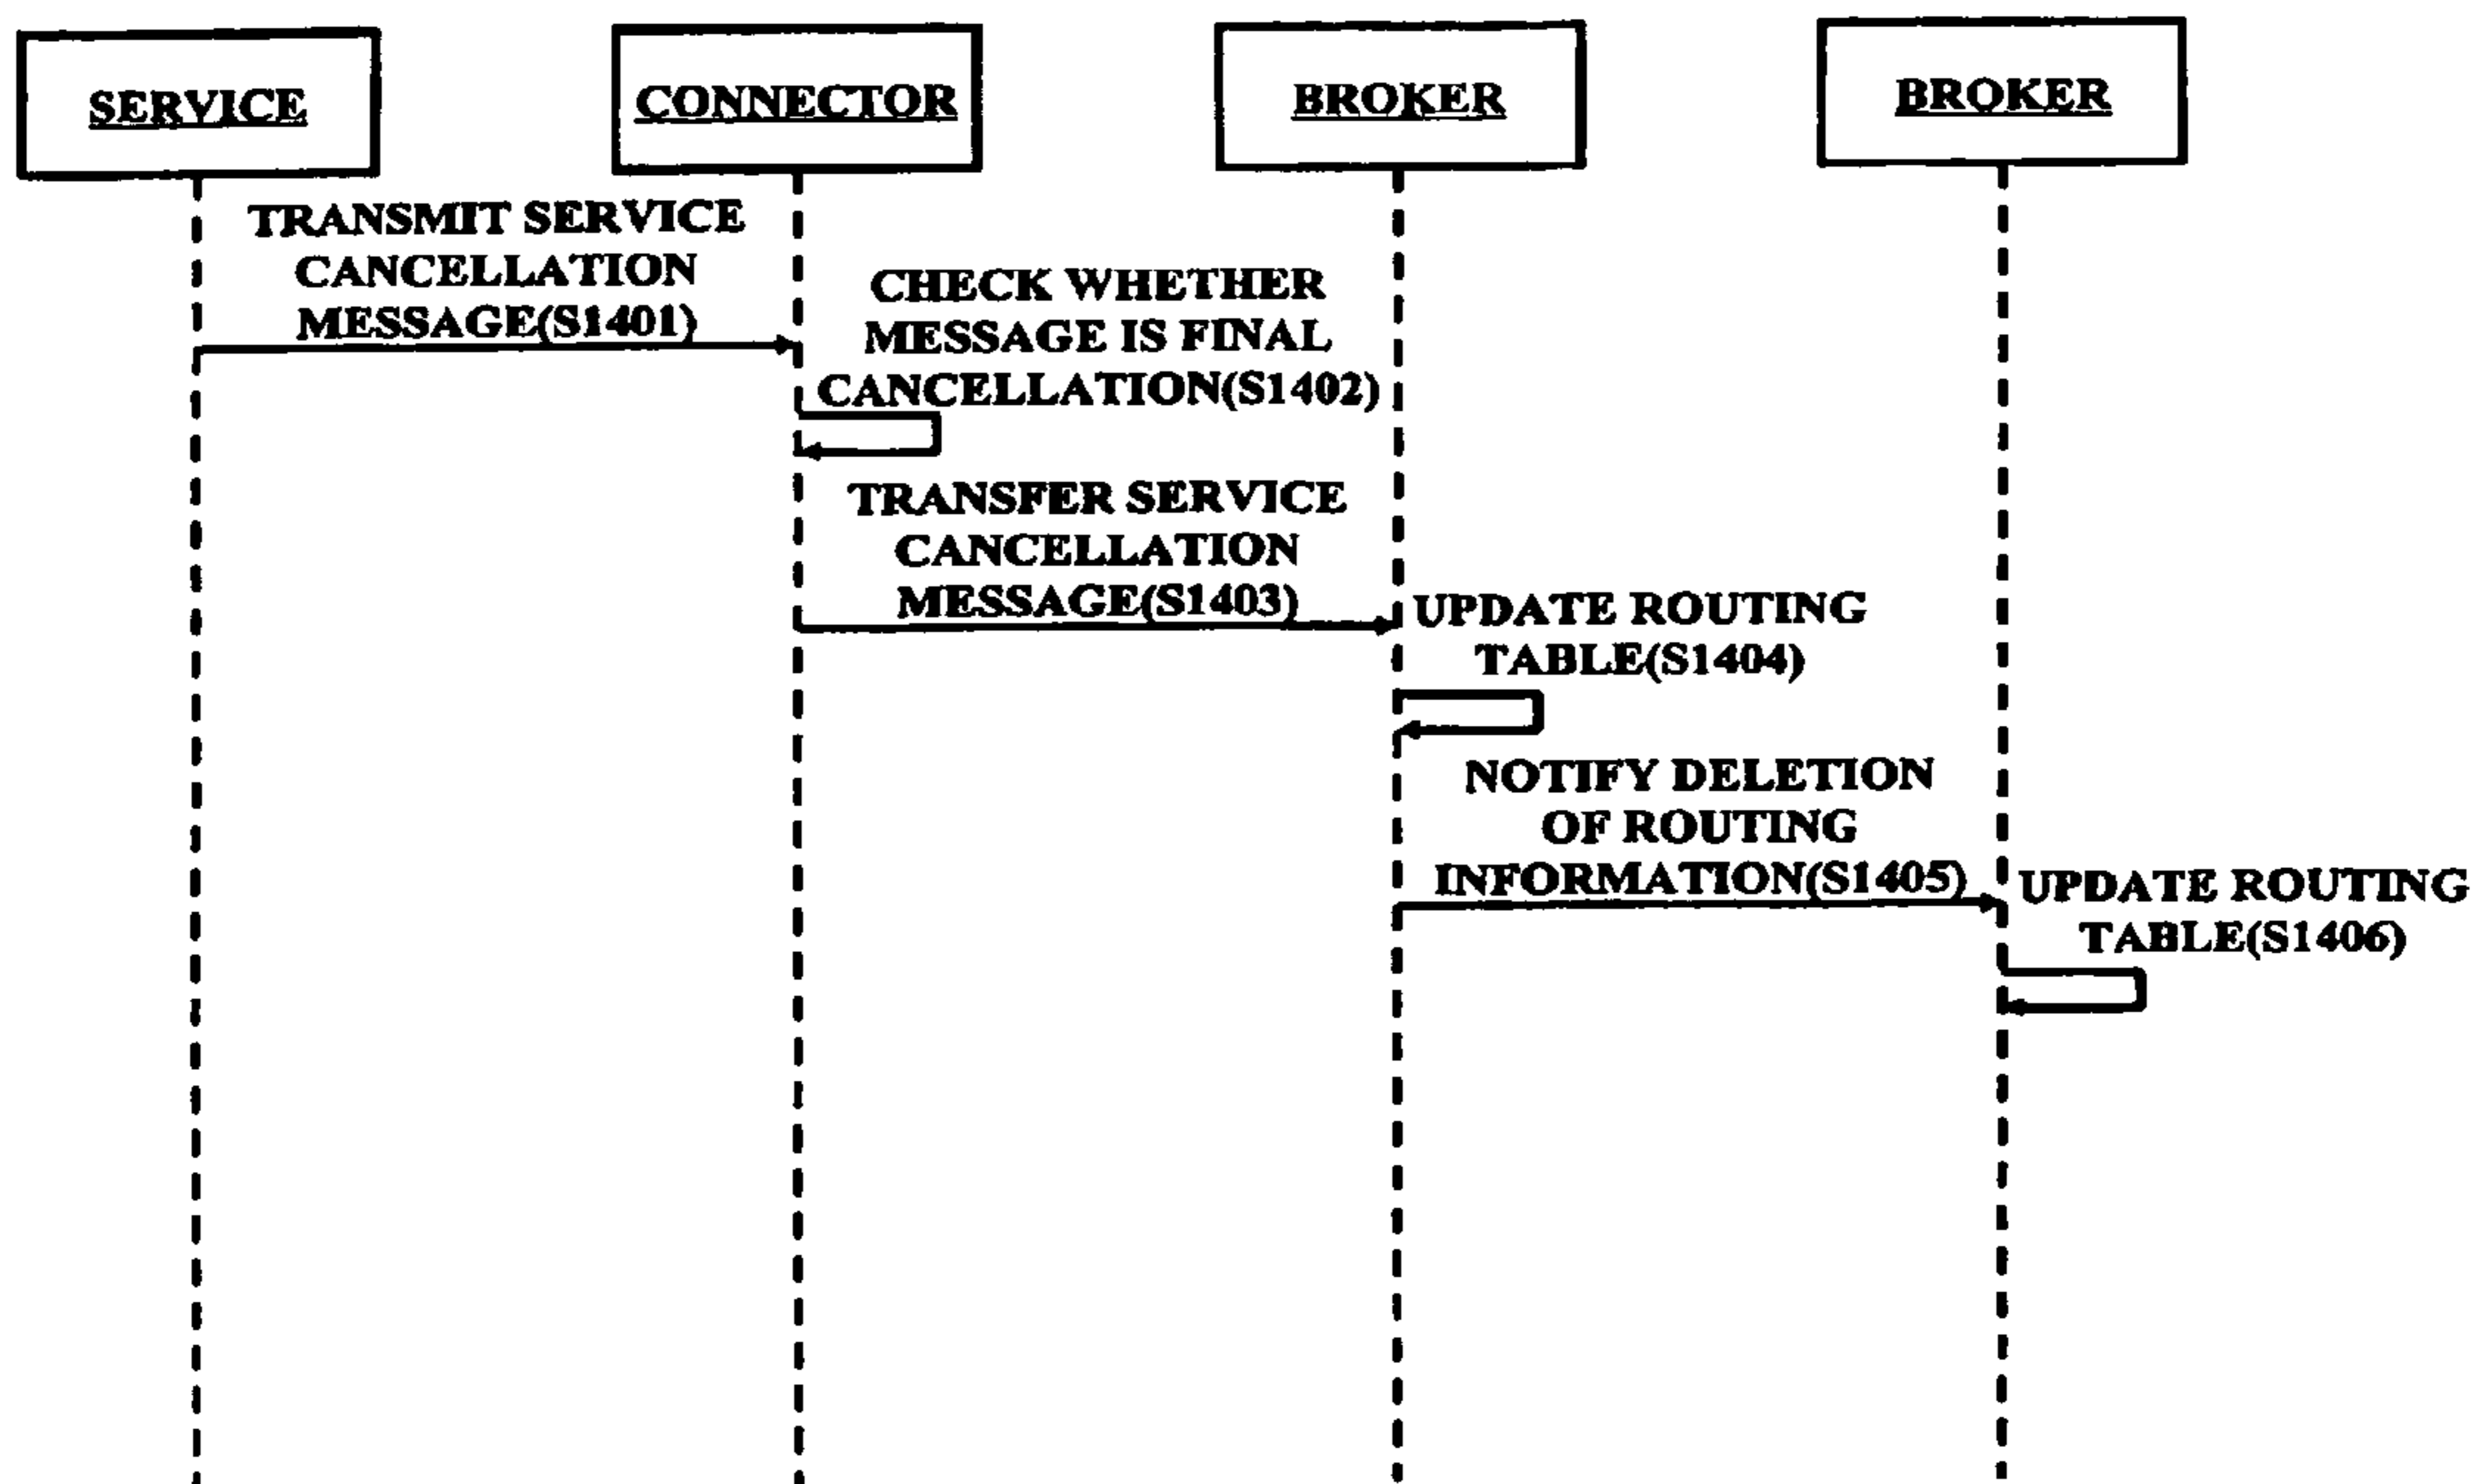 SERVICE
CONNECTOR
BROKER
BROKER
TRANSMIT SERVICE
CANCELLATION
MESSAGE(S1401)
CHECK WHETHER
MESSAGE IS FINAL
CANCELLATION(S1402)
TRANSFER SERVICE
CANCELLATION
MESSAGE(S1403)
UPDATE ROUTING
TABLE(S1404)
NOTIFY DELETION
OF ROUTING
INFORMATION(S1405)
UPDATE ROUTING
TABLE(S1406)